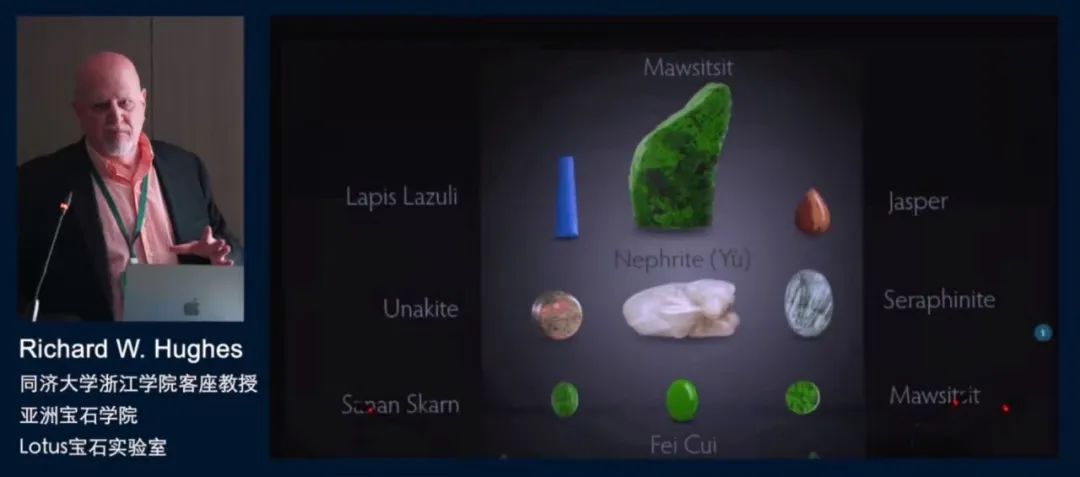 Richard W. Hughes
同济大学浙江学院客座教授
亚洲宝石学院
Lotus宝石实验室
Mawsitsit
Lapis Lazuli
Jasper
Nephrite (Yù)
Unakite
Seraphinite
Sanan Skarn
Mawsitsit
Fei Cui
1